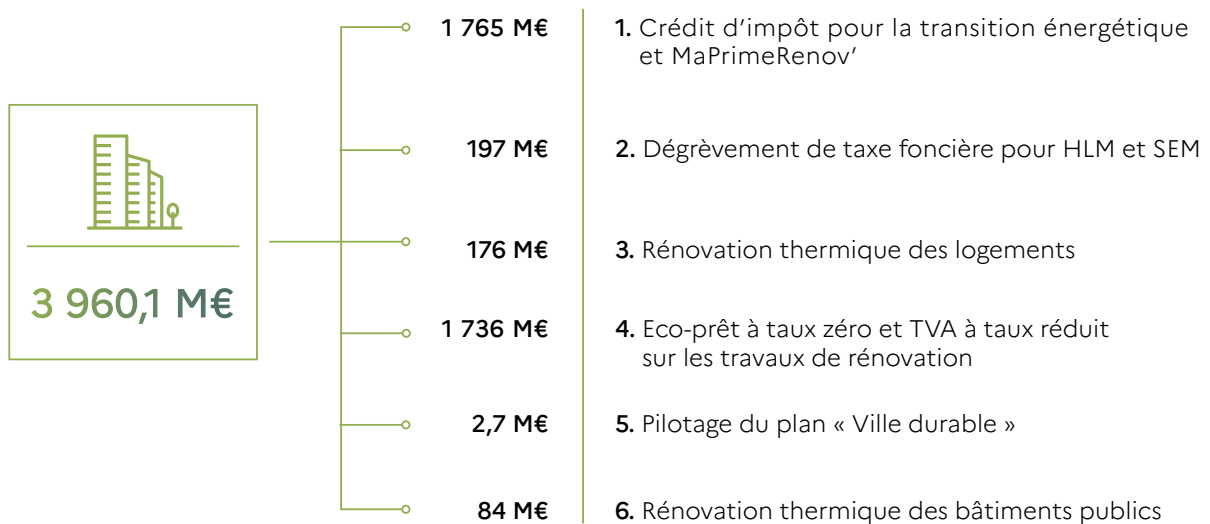 1 765 M€
1. Crédit d’impôt pour la transition énergétique
et MaPrimeRenov’
197 M€
2. Dégrèvement de taxe foncière pour HLM et SEM
3 960,1 M€
176 M€
3. Rénovation thermique des logements
1 736 M€
4. Eco-prêt à taux zéro et TVA à taux réduit
sur les travaux de rénovation
2,7 M€
5. Pilotage du plan « Ville durable »
84 M€
6. Rénovation thermique des bâtiments publics